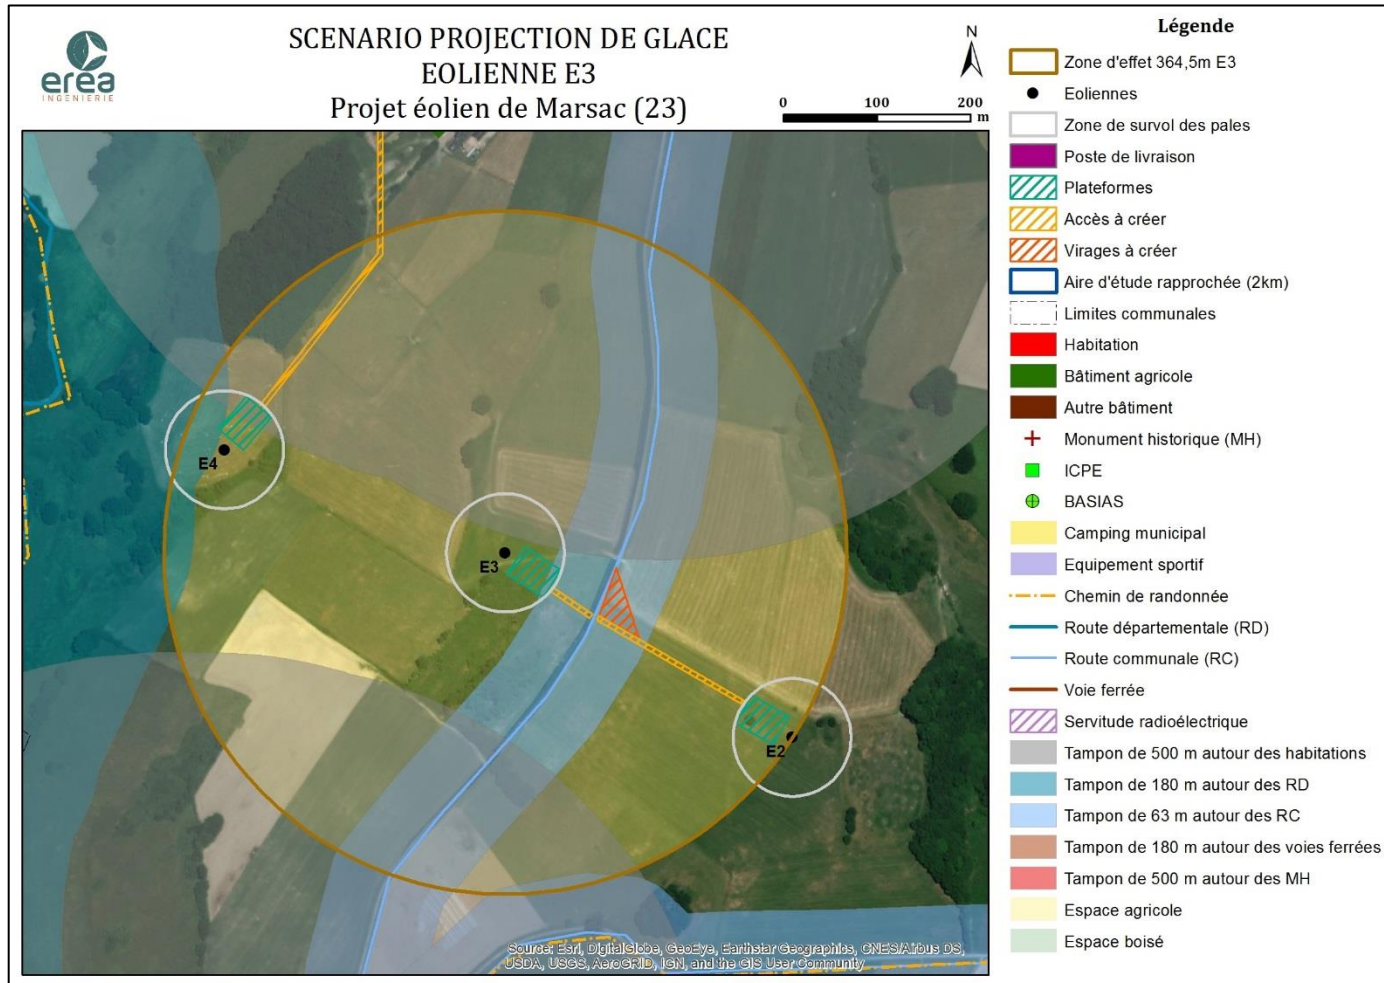 erea
INGENIERIE
SCENARIO PROJECTION DE GLACE
EOLIENNE E3
Projet éolien de Marsac (23)
N
0 100 200
m
E4
E3
E2
Source: Esri, DigitalGlobe, GeoEye, Earthstar Geographics, CNES/Airbus DS,
USDA, USGS, AeroGRID, IGN, and the GIS User Community
Légende
Zone d'effet 364,5m E3
Eoliennes
Zone de survol des pales
Poste de livraison
Plateformes
Accès à créer
Virages à créer
Aire d'étude rapprochée (2km)
Limites communales
Habitation
Bâtiment agricole
Autre bâtiment
Monument historique (MH)
ICPE
BASIAS
Camping municipal
Equipement sportif
Chemin de randonnée
Route départementale (RD)
Route communale (RC)
Voie ferrée
Servitude radioélectrique
Tampon de 500 m autour des habitations
Tampon de 180 m autour des RD
Tampon de 63 m autour des RC
Tampon de 180 m autour des voies ferrées
Tampon de 500 m autour des MH
Espace agricole
Espace boisé